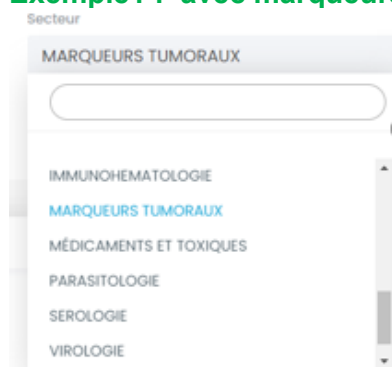 Secteur
MARQUEURS TUMORAUX
IMMUNOHEMATOLOGIE
MARQUEURS TUMORAUX
MÉDICAMENTS ET TOXIQUES
PARASITOLOGIE
SEROLOGIE
VIROLOGIE